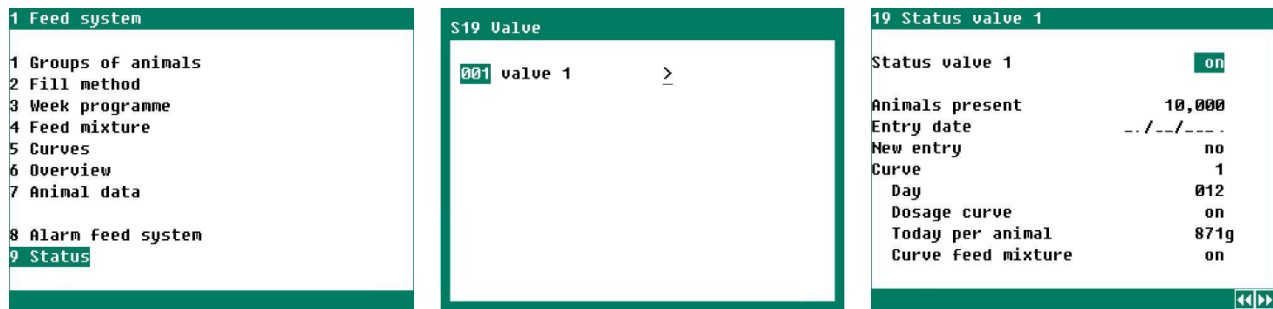 1 Feed system
1 Groups of animals
2 Fill method
3 Week programme
4 Feed mixture
5 Curves
6 Overview
7 Animal data
8 Alarm feed system
9 Status
S19 Valve
001 valve 1 >
19 Status valve 1
Status valve 1 on
Animals present 10,000
Entry date _./__/___.
New entry no
Curve 1
Day 012
Dosage curve on
Today per animal 871g
Curve feed mixture on